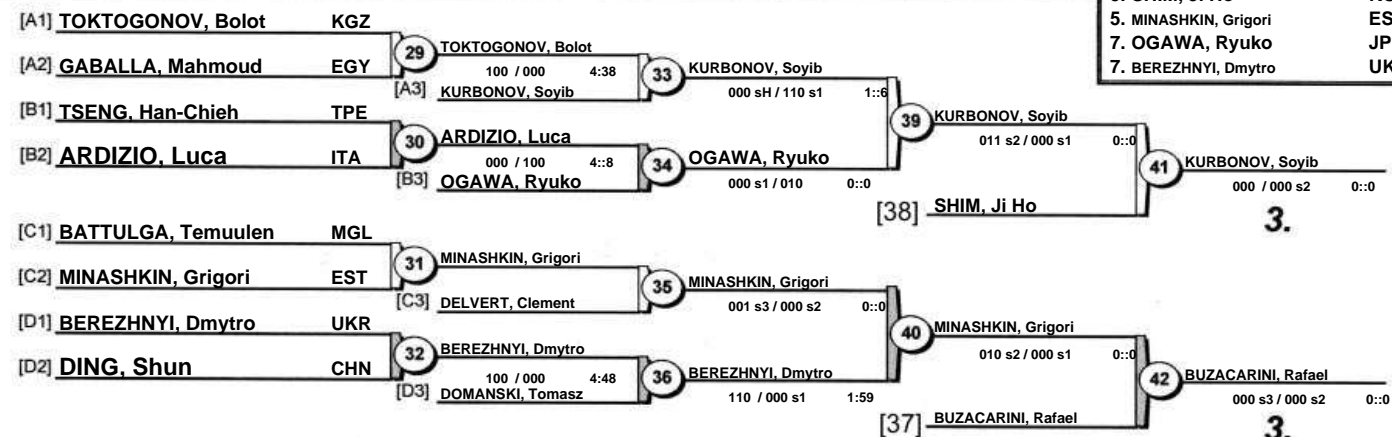 [A1] TOKTOGONOV, Bolot KGZ
[A2] GABALLA, Mahmoud EGY
[B1] TSENG, Han-Chieh TPE
[B2] ARDIZIO, Luca ITA
[C1] BATTULGA, Temuulen MGL
[C2] MINASHKIN, Grigori EST
[D1] BEREZHNYI, Dmytro UKR
[D2] DING, Shun CHN
29
30
31
32
TOKTOGONOV, Bolot
100 / 000 4:38
[A3] KURBONOV, Soyib
ARDIZIO, Luca
000 / 100 4::8
[B3] OGAWA, Ryuko
MINASHKIN, Grigori
[C3] DELVERT, Clement
BEREZHNYI, Dmytro
100 / 000 4:48
[D3] DOMANSKI, Tomasz
33
34
35
36
KURBONOV, Soyib
000 sH / 110 s1 1::6
OGAWA, Ryuko
000 s1 / 010 0::0
MINASHKIN, Grigori
001 s3 / 000 s2 0::0
BEREZHNYI, Dmytro
110 / 000 s1 1:59
39
40
KURBONOV, Soyib
011 s2 / 000 s1 0::0
[38] SHIM, Ji Ho
MINASHKIN, Grigori
010 s2 / 000 s1 0::0
[37] BUZACARINI, Rafael
41
42
KURBONOV, Soyib
000 / 000 s2 0::0
3.
BUZACARINI, Rafael
000 s3 / 000 s2 0::0
3.
5. MINASHKIN, Grigori ES
7. OGAWA, Ryuko JP
7. BEREZHNYI, Dmytro UK